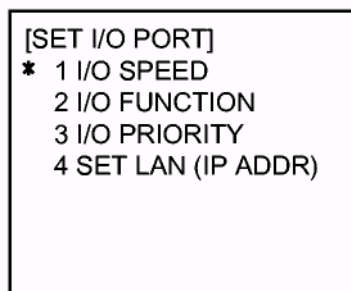 [SET I/O PORT]
* 1 I/O SPEED
2 I/O FUNCTION
3 I/O PRIORITY
4 SET LAN (IP ADDR)